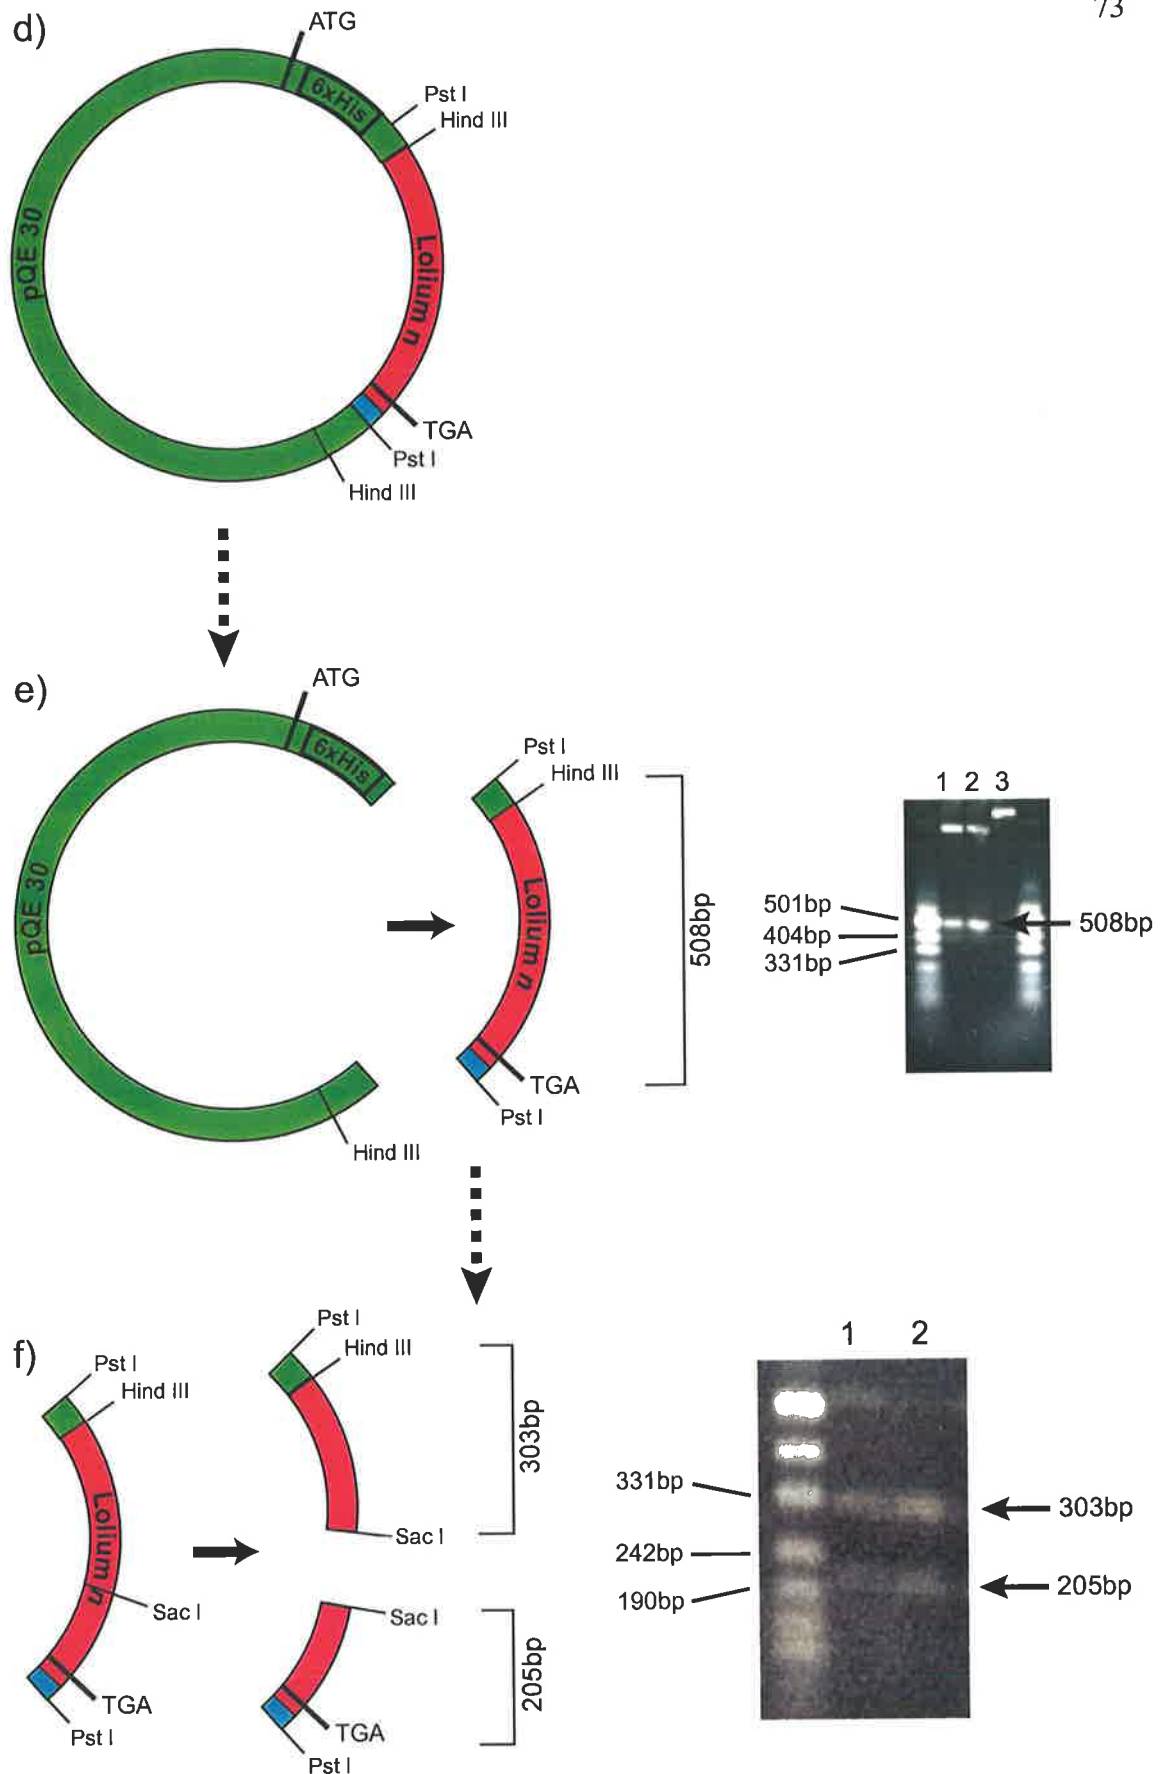 73
d)
ATG
6xHis
Pst I
Hind III
pQE 30
Lolium n
TGA
Pst I
Hind III
e)
ATG
6xHis
Pst I
Hind III
pQE 30
Lolium n
508bp
TGA
Pst I
Hind III
1 2 3
501bp
404bp
331bp
508bp
f)
Pst I
Hind III
Lolium n
Sac I
TGA
Pst I
Pst I
Hind III
303bp
Sac I
Sac I
205bp
TGA
Pst I
1 2
331bp
242bp
190bp
303bp
205bp